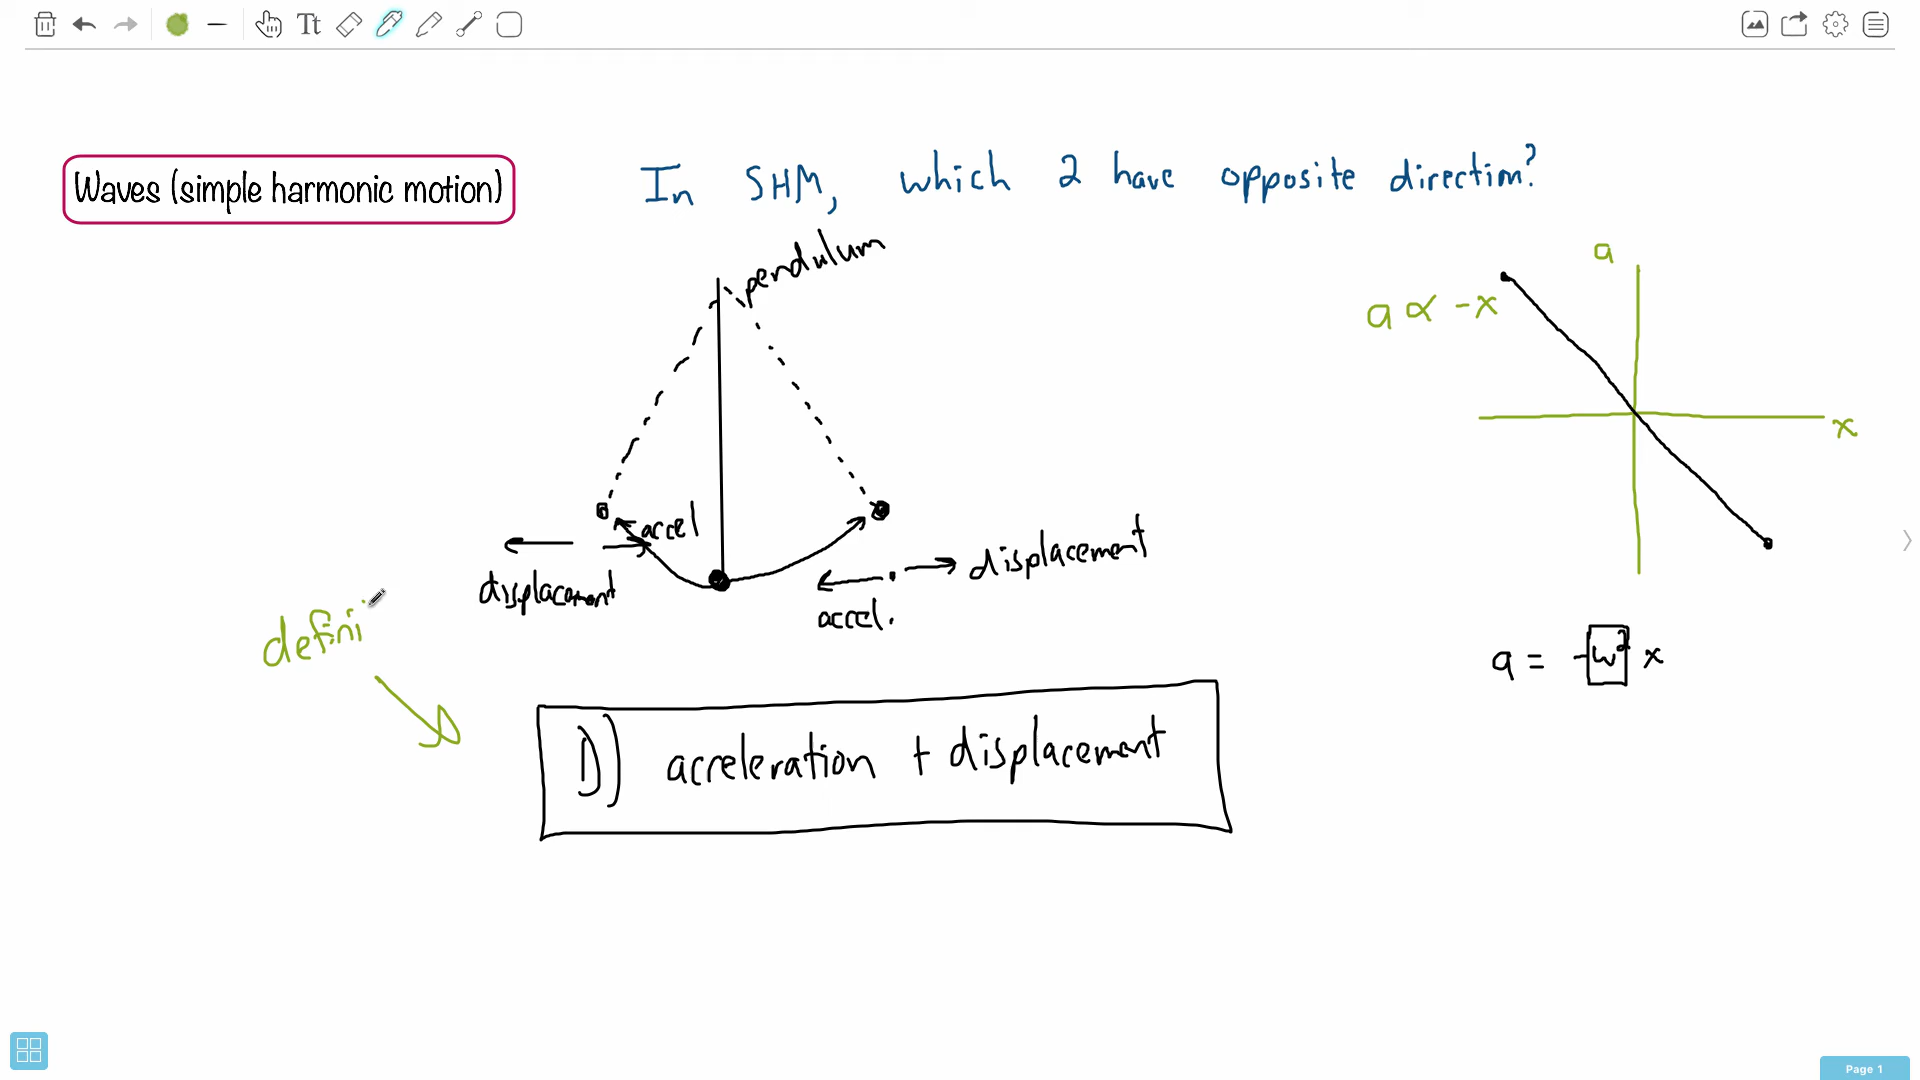 Tt
Waves (simple harmonic motion)
In SHM, which 2 have opposite direction?
pendulum
a
a ∝ -x
x
accel
displacement
displacement
accel.
defini
a = -ω² x
D) acceleration + displacement
Page 1